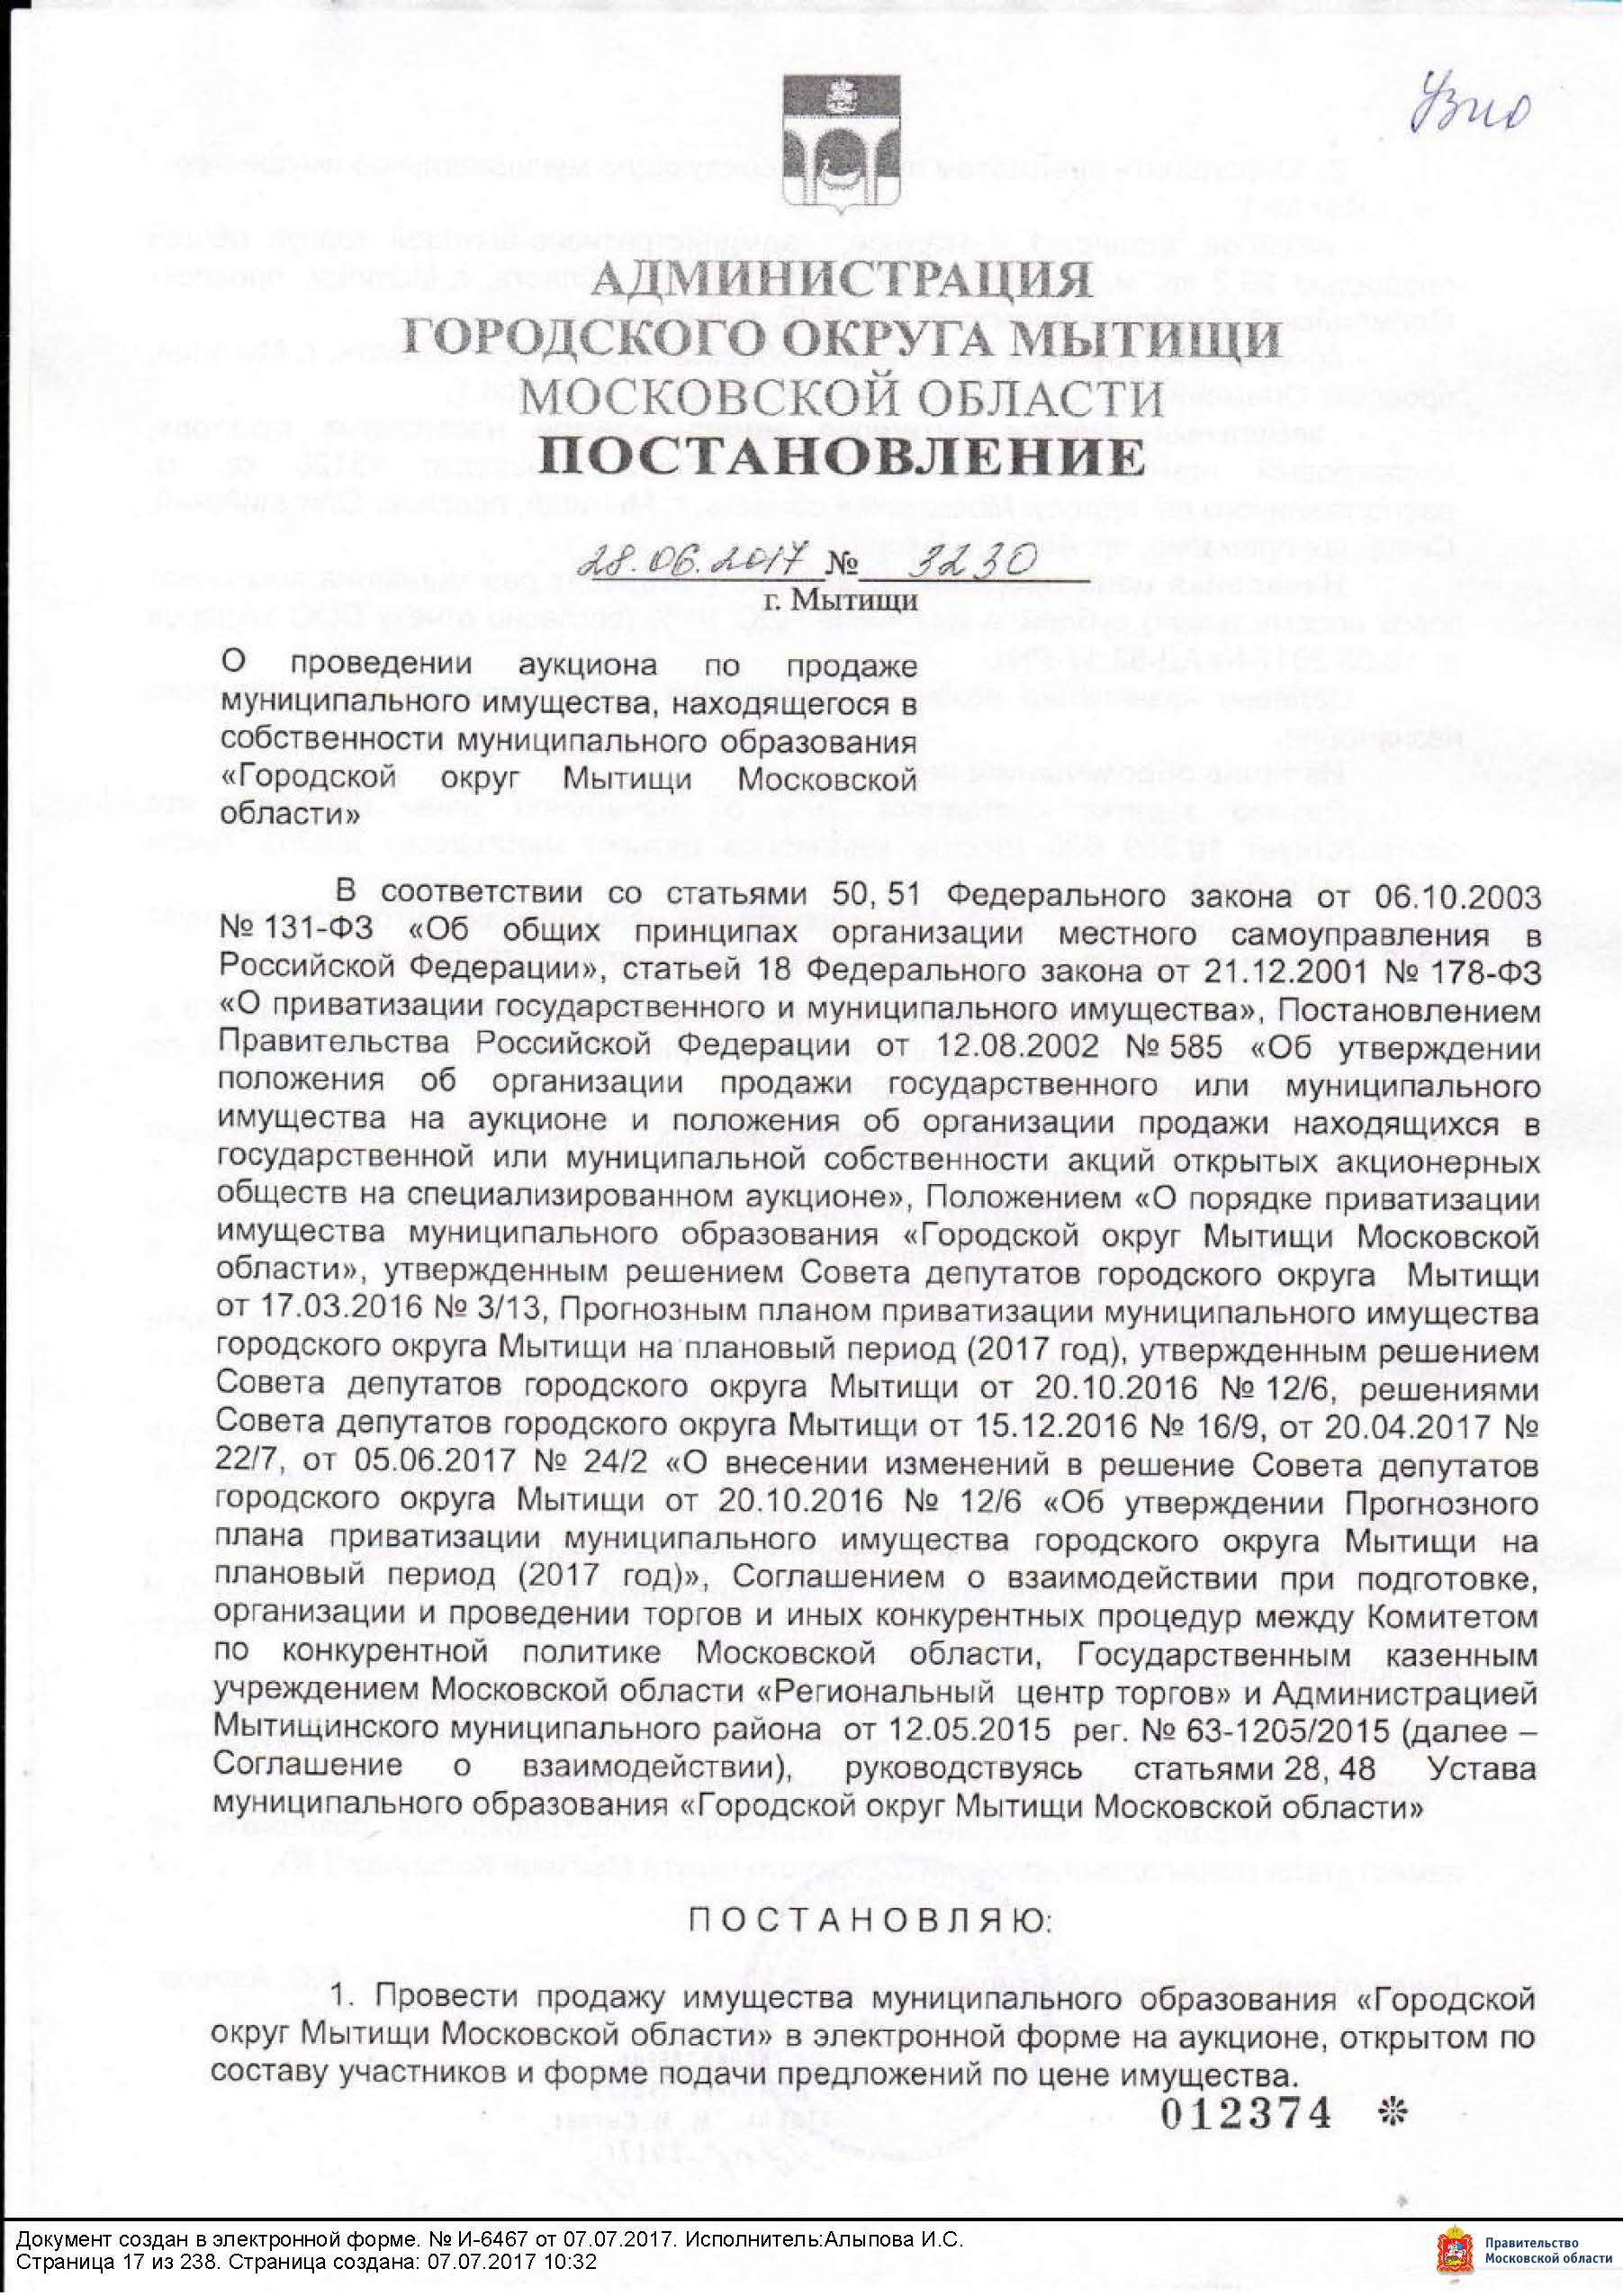 Узио
АДМИНИСТРАЦИЯ
ГОРОДСКОГО ОКРУГА МЫТИЩИ
МОСКОВСКОЙ ОБЛАСТИ
ПОСТАНОВЛЕНИЕ
28.06.2017 № 3230
г. Мытищи
О проведении аукциона по продаже
муниципального имущества, находящегося в
собственности муниципального образования
«Городской округ Мытищи Московской
области»
В соответствии со статьями 50, 51 Федерального закона от 06.10.2003
№ 131-ФЗ «Об общих принципах организации местного самоуправления в
Российской Федерации», статьей 18 Федерального закона от 21.12.2001 № 178-ФЗ
«О приватизации государственного и муниципального имущества», Постановлением
Правительства Российской Федерации от 12.08.2002 № 585 «Об утверждении
положения об организации продажи государственного или муниципального
имущества на аукционе и положения об организации продажи находящихся в
государственной или муниципальной собственности акций открытых акционерных
обществ на специализированном аукционе», Положением «О порядке приватизации
имущества муниципального образования «Городской округ Мытищи Московской
области», утвержденным решением Совета депутатов городского округа Мытищи
от 17.03.2016 № 3/13, Прогнозным планом приватизации муниципального имущества
городского округа Мытищи на плановый период (2017 год), утвержденным решением
Совета депутатов городского округа Мытищи от 20.10.2016 № 12/6, решениями
Совета депутатов городского округа Мытищи от 15.12.2016 № 16/9, от 20.04.2017 №
22/7, от 05.06.2017 № 24/2 «О внесении изменений в решение Совета депутатов
городского округа Мытищи от 20.10.2016 № 12/6 «Об утверждении Прогнозного
плана приватизации муниципального имущества городского округа Мытищи на
плановый период (2017 год)», Соглашением о взаимодействии при подготовке,
организации и проведении торгов и иных конкурентных процедур между Комитетом
по конкурентной политике Московской области, Государственным казенным
учреждением Московской области «Региональный центр торгов» и Администрацией
Мытищинского муниципального района от 12.05.2015 рег. № 63-1205/2015 (далее –
Соглашение о взаимодействии), руководствуясь статьями 28, 48 Устава
муниципального образования «Городской округ Мытищи Московской области»
П О С Т А Н О В Л Я Ю:
1. Провести продажу имущества муниципального образования «Городской
округ Мытищи Московской области» в электронной форме на аукционе, открытом по
составу участников и форме подачи предложений по цене имущества.
012374 *
Документ создан в электронной форме. № И-6467 от 07.07.2017. Исполнитель:Алыпова И.С.
Страница 17 из 238. Страница создана: 07.07.2017 10:32
Правительство
Московской области